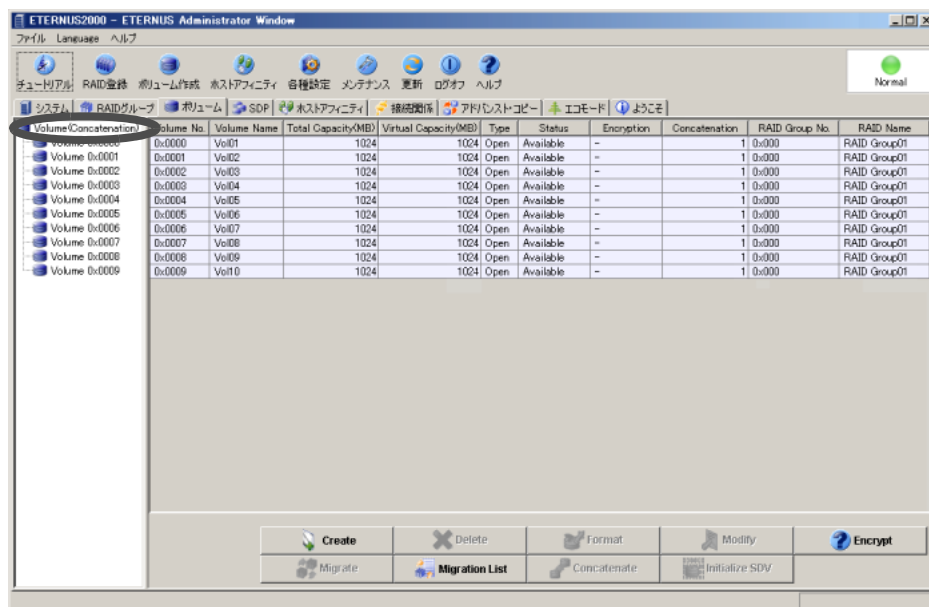 ETERNUS2000 - ETERNUS Administrator Window
ファイル Language ヘルプ
チュートリアル RAID登録 ボリューム作成 ホストアフィニティ 各種設定 メンテナンス 更新 ログオフ ヘルプ
Normal
システム RAIDグループ ボリューム SDP ホストアフィニティ 接続関係 アドバンスト・コピー エコモード ようこそ
Volume(Concatenation) Volume No. Volume Name Total Capacity(MB) Virtual Capacity(MB) Type Status Encryption Concatenation RAID Group No. RAID Name
Volume 0x0000 0x0000 Vol01 1024 1024 Open Available - 1 0x000 RAID Group01
Volume 0x0001 0x0001 Vol02 1024 1024 Open Available - 1 0x000 RAID Group01
Volume 0x0002 0x0002 Vol03 1024 1024 Open Available - 1 0x000 RAID Group01
Volume 0x0003 0x0003 Vol04 1024 1024 Open Available - 1 0x000 RAID Group01
Volume 0x0004 0x0004 Vol05 1024 1024 Open Available - 1 0x000 RAID Group01
Volume 0x0005 0x0005 Vol06 1024 1024 Open Available - 1 0x000 RAID Group01
Volume 0x0006 0x0006 Vol07 1024 1024 Open Available - 1 0x000 RAID Group01
Volume 0x0007 0x0007 Vol08 1024 1024 Open Available - 1 0x000 RAID Group01
Volume 0x0008 0x0008 Vol09 1024 1024 Open Available - 1 0x000 RAID Group01
Volume 0x0009 0x0009 Vol10 1024 1024 Open Available - 1 0x000 RAID Group01
Create Delete Format Modify Encrypt
Migrate Migration List Concatenate Initialize SDV